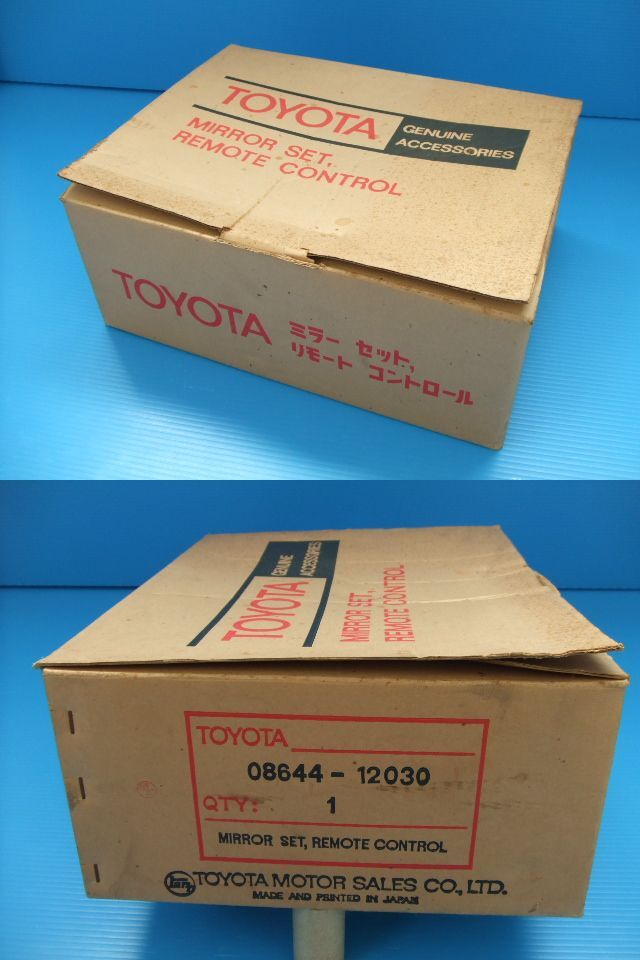 TOYOTA
GENUINE
ACCESSORIES
MIRROR SET,
REMOTE CONTROL
TOYOTA
ミラー セット,
リモート コントロール
TOYOTA
GENUINE
ACCESSORIES
MIRROR SET,
REMOTE CONTROL
TOYOTA
08644-12030
QTY: 1
MIRROR SET, REMOTE CONTROL
TOYOTA MOTOR SALES CO., LTD.
MADE AND PRINTED IN JAPAN